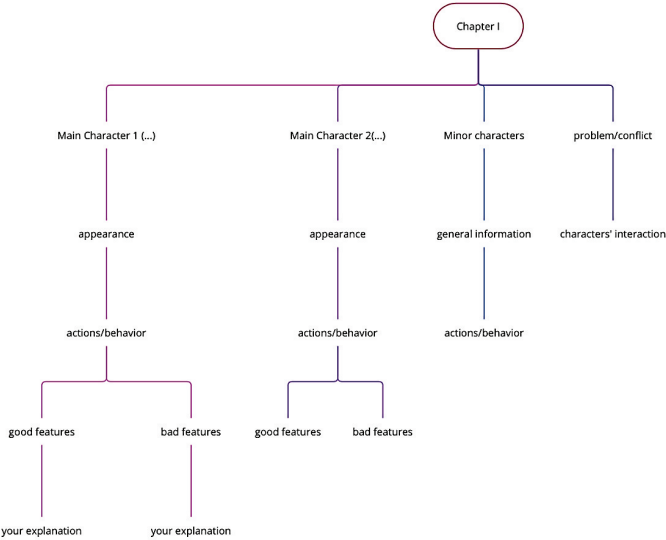 Chapter I
Main Character 1 (...)
Main Character 2(...)
Minor characters
problem/conflict
appearance
appearance
general information
characters' interaction
actions/behavior
actions/behavior
actions/behavior
good features
bad features
good features
bad features
your explanation
your explanation